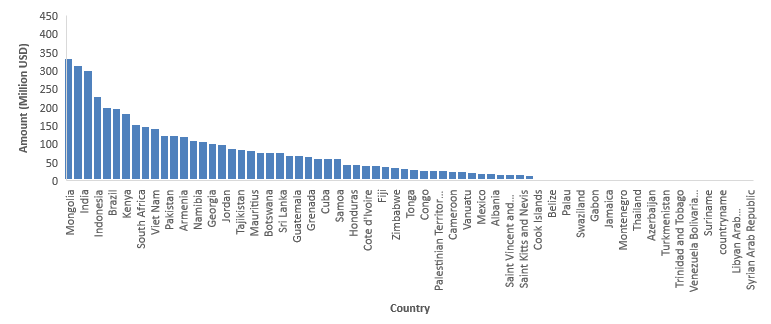 450
400
350
300
250
200
150
100
50
0
Amount (Million USD)
Mongolia
India
Indonesia
Brazil
Kenya
South Africa
Viet Nam
Pakistan
Armenia
Namibia
Georgia
Jordan
Tajikistan
Mauritius
Botswana
Sri Lanka
Guatemala
Grenada
Cuba
Samoa
Honduras
Cote d'Ivoire
Fiji
Zimbabwe
Tonga
Congo
Palestinian Territor...
Cameroon
Vanuatu
Mexico
Albania
Saint Vincent and...
Saint Kitts and Nevis
Cook Islands
Belize
Palau
Swaziland
Gabon
Jamaica
Montenegro
Thailand
Azerbaijan
Turkmenistan
Trinidad and Tobago
Venezuela Bolivaria...
Suriname
countryname
Libyan Arab...
Syrian Arab Republic
Country